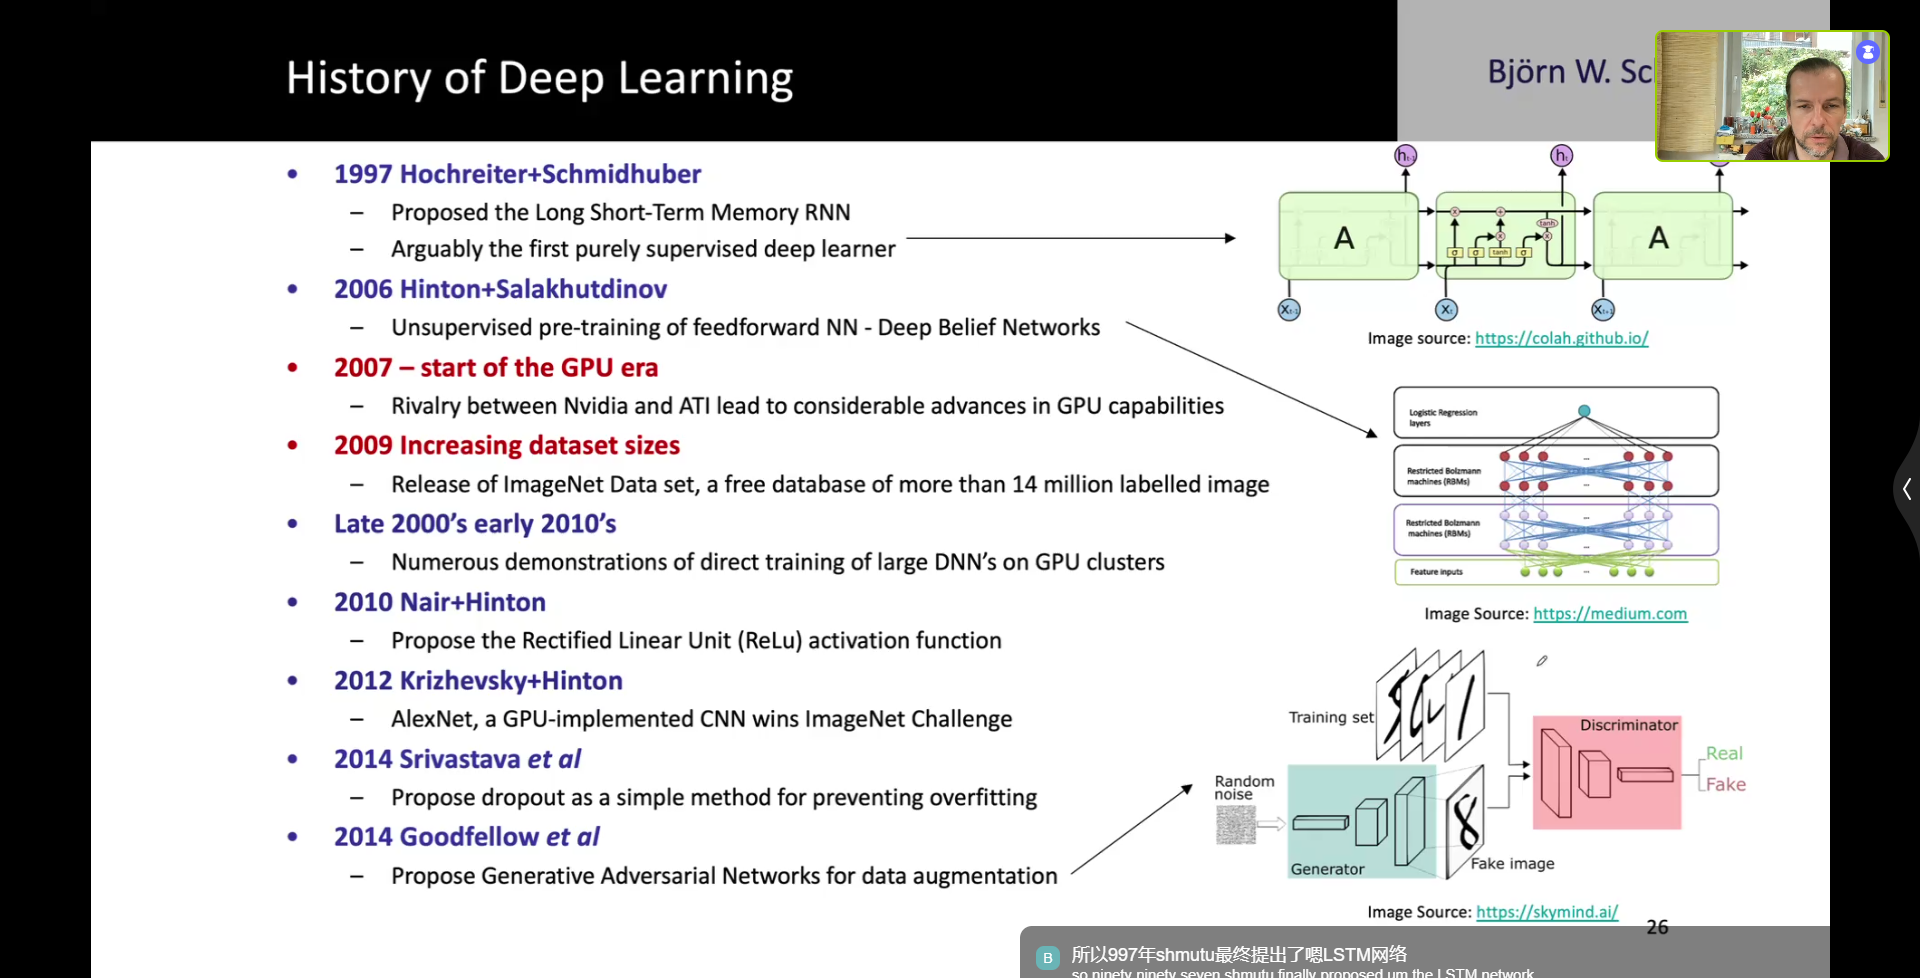 History of Deep Learning
Björn W. Sc
• 1997 Hochreiter+Schmidhuber
– Proposed the Long Short-Term Memory RNN
– Arguably the first purely supervised deep learner
• 2006 Hinton+Salakhutdinov
– Unsupervised pre-training of feedforward NN - Deep Belief Networks
• 2007 – start of the GPU era
– Rivalry between Nvidia and ATI lead to considerable advances in GPU capabilities
• 2009 Increasing dataset sizes
– Release of ImageNet Data set, a free database of more than 14 million labelled image
• Late 2000's early 2010's
– Numerous demonstrations of direct training of large DNN's on GPU clusters
• 2010 Nair+Hinton
– Propose the Rectified Linear Unit (ReLu) activation function
• 2012 Krizhevsky+Hinton
– AlexNet, a GPU-implemented CNN wins ImageNet Challenge
• 2014 Srivastava et al
– Propose dropout as a simple method for preventing overfitting
• 2014 Goodfellow et al
– Propose Generative Adversarial Networks for data augmentation
ht-1 ht
A
× + tanh × ×
σ σ tanh σ
A
Xt-1 Xt Xt+1
Image source: https://colah.github.io/
Logistic Regression
layers
Restricted Bolzmann
machines (RBMs)
Restricted Bolzmann
machines (RBMs)
Feature inputs
Image Source: https://medium.com
Training set
Discriminator
Real
Fake
Random
noise
8
Generator
Fake image
Image Source: https://skymind.ai/
26
B
所以997年shmutu最终提出了嗯LSTM网络
so ninety ninety seven shmutu finally proposed um the LSTM network